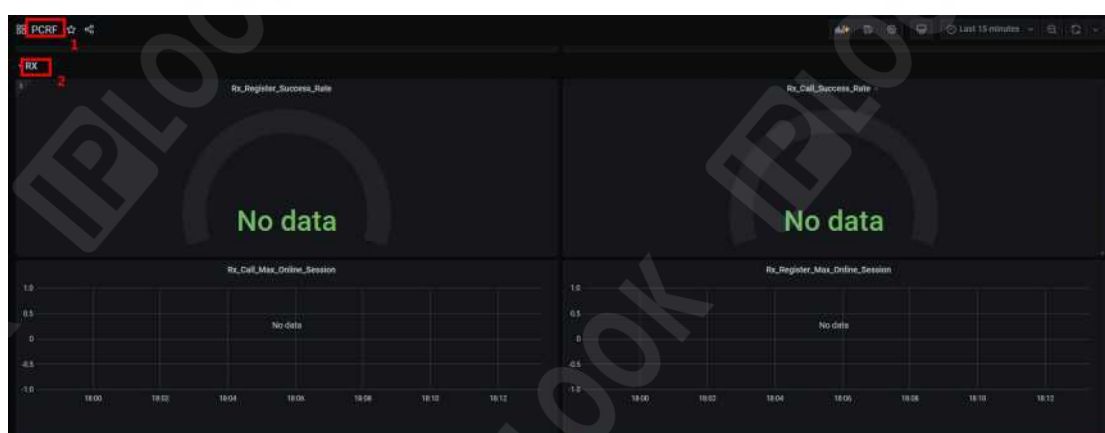 PCRF
1
Last 15 minutes
RX
2
Rx_Register_Success_Rate
Rx_Call_Success_Rate
No data
No data
Rx_Call_Max_Online_Session
Rx_Register_Max_Online_Session
1.0
0.5
0
-0.5
-1.0
No data
18:00 18:02 18:04 18:06 18:08 18:10 18:12
1.0
0.5
0
-0.5
-1.0
No data
18:00 18:02 18:04 18:06 18:08 18:10 18:12
IPLOOK
IPLOOK